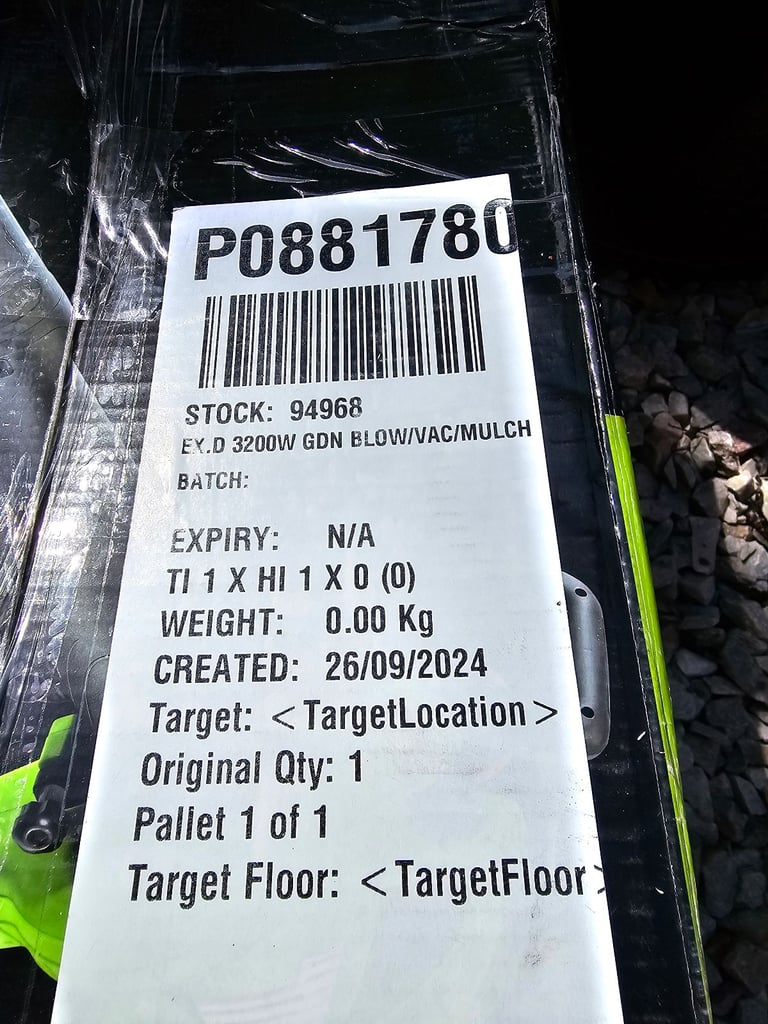 P0881780
STOCK: 94968
EX.D 3200W GDN BLOW/VAC/MULCH
BATCH:
EXPIRY: N/A
TI 1 X HI 1 X 0 (0)
WEIGHT: 0.00 Kg
CREATED: 26/09/2024
Target: <TargetLocation>
Original Qty: 1
Pallet 1 of 1
Target Floor: <TargetFloor>